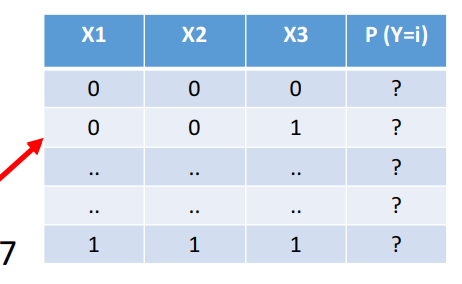 X1 X2 X3 P (Y=i)
0 0 0 ?
0 0 1 ?
.. .. .. ?
.. .. .. ?
1 1 1 ?
7